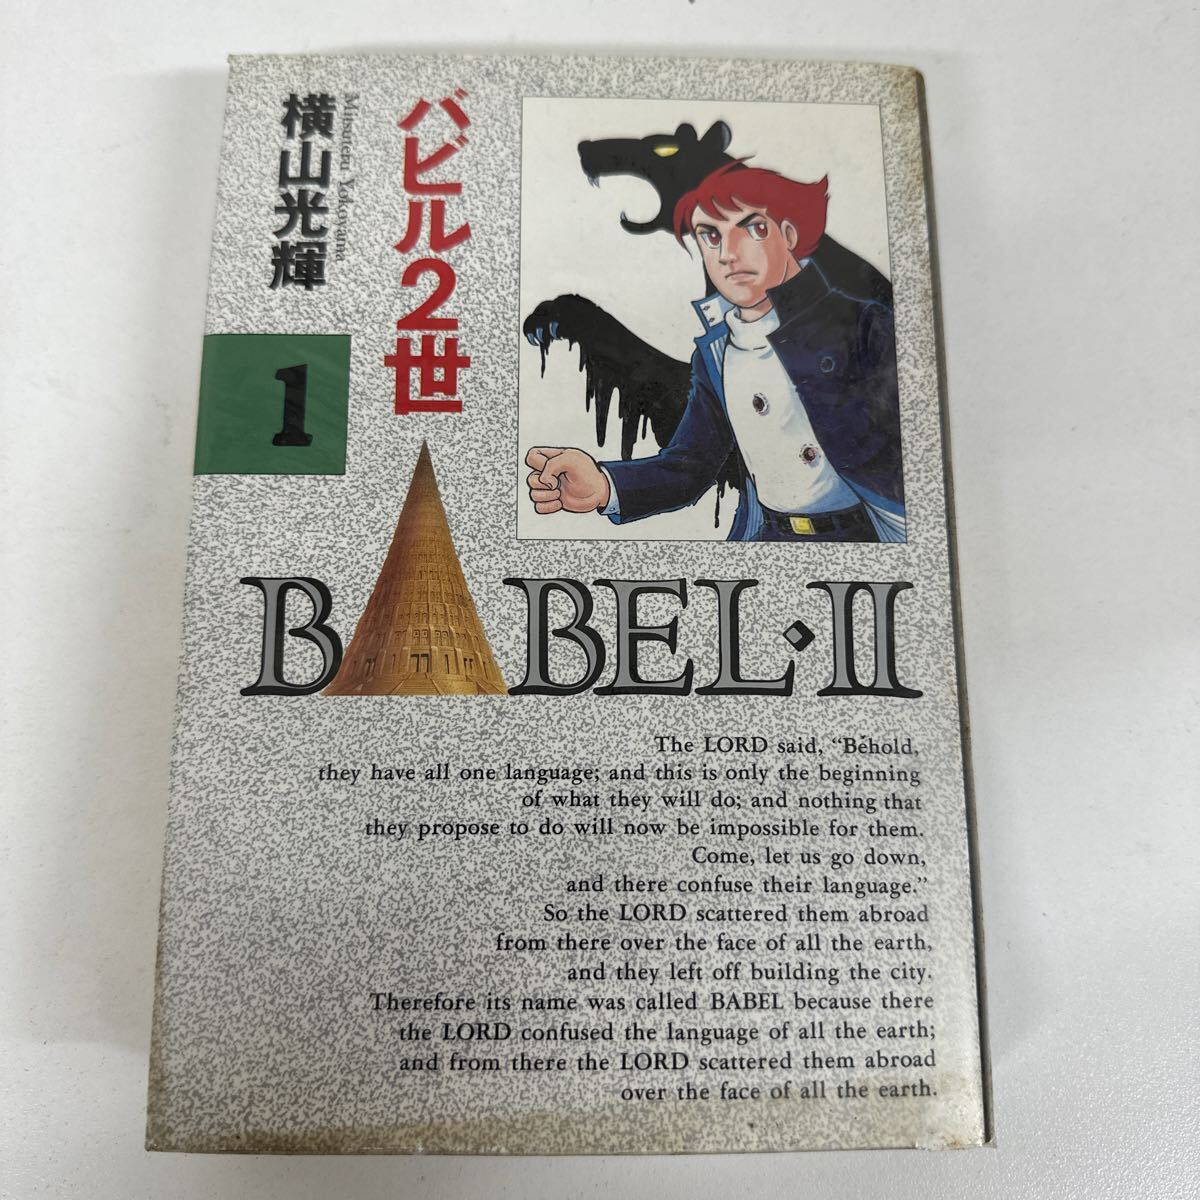 バビル2世
横山光輝
Mitsuteru Yokoyama
1
BABEL·II
The LORD said, “Behold,
they have all one language; and this is only the beginning
of what they will do; and nothing that
they propose to do will now be impossible for them.
Come, let us go down,
and there confuse their language.”
So the LORD scattered them abroad
from there over the face of all the earth,
and they left off building the city.
Therefore its name was called BABEL because there
the LORD confused the language of all the earth;
and from there the LORD scattered them abroad
over the face of all the earth.